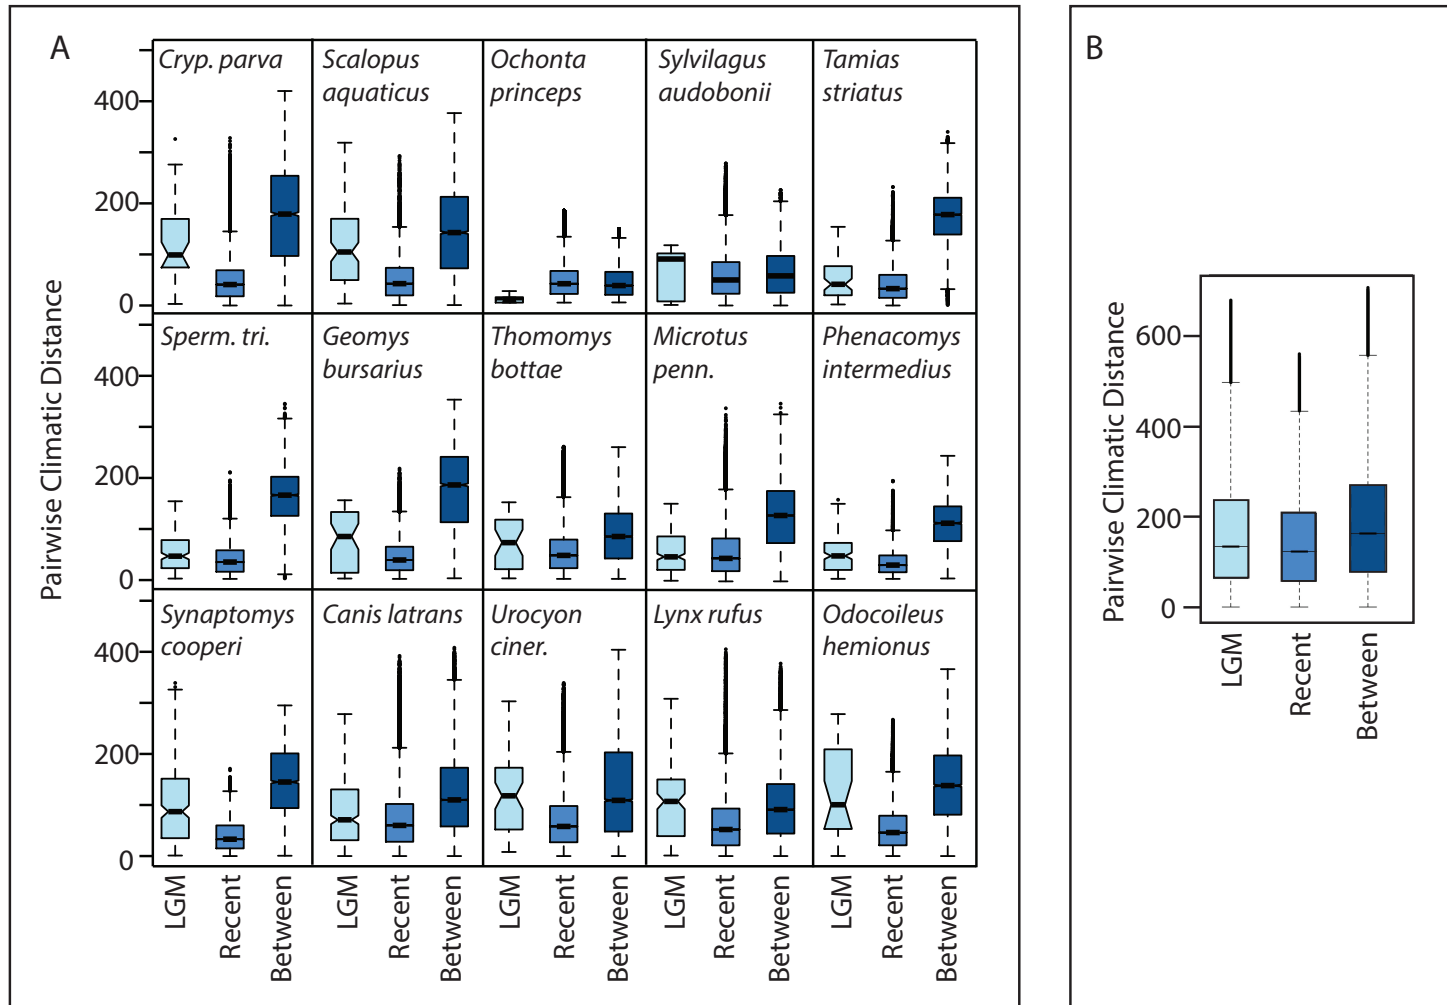 A
Cryp. parva
Scalopus
aquaticus
Ochonta
princeps
Sylvilagus
audobonii
Tamias
striatus
400
200
0
Sperm. tri.
Geomys
bursarius
Thomomys
bottae
Microtus
penn.
Phenacomys
intermedius
400
200
0
Synaptomys
cooperi
Canis latrans
Urocyon
ciner.
Lynx rufus
Odocoileus
hemionus
400
200
0
Pairwise Climatic Distance
LGM
Recent
Between
LGM
Recent
Between
LGM
Recent
Between
LGM
Recent
Between
LGM
Recent
Between
B
Pairwise Climatic Distance
600
400
200
0
LGM
Recent
Between